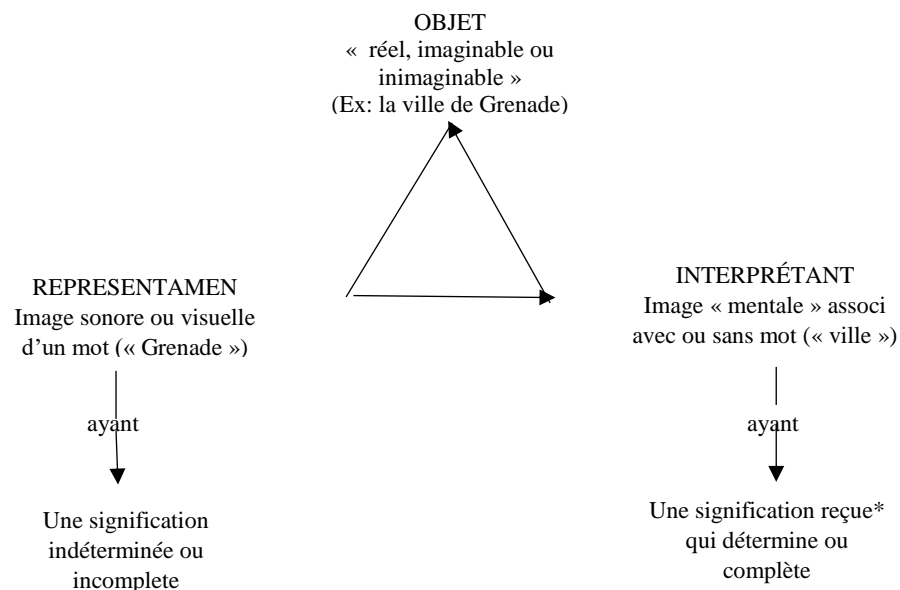 OBJET
« réel, imaginable ou
inimaginable »
(Ex: la ville de Grenade)
REPRESENTAMEN
Image sonore ou visuelle
d’un mot (« Grenade »)
ayant
Une signification
indéterminée ou
incomplete
INTERPRÉTANT
Image « mentale » associ
avec ou sans mot (« ville »)
ayant
Une signification reçue*
qui détermine ou
complète